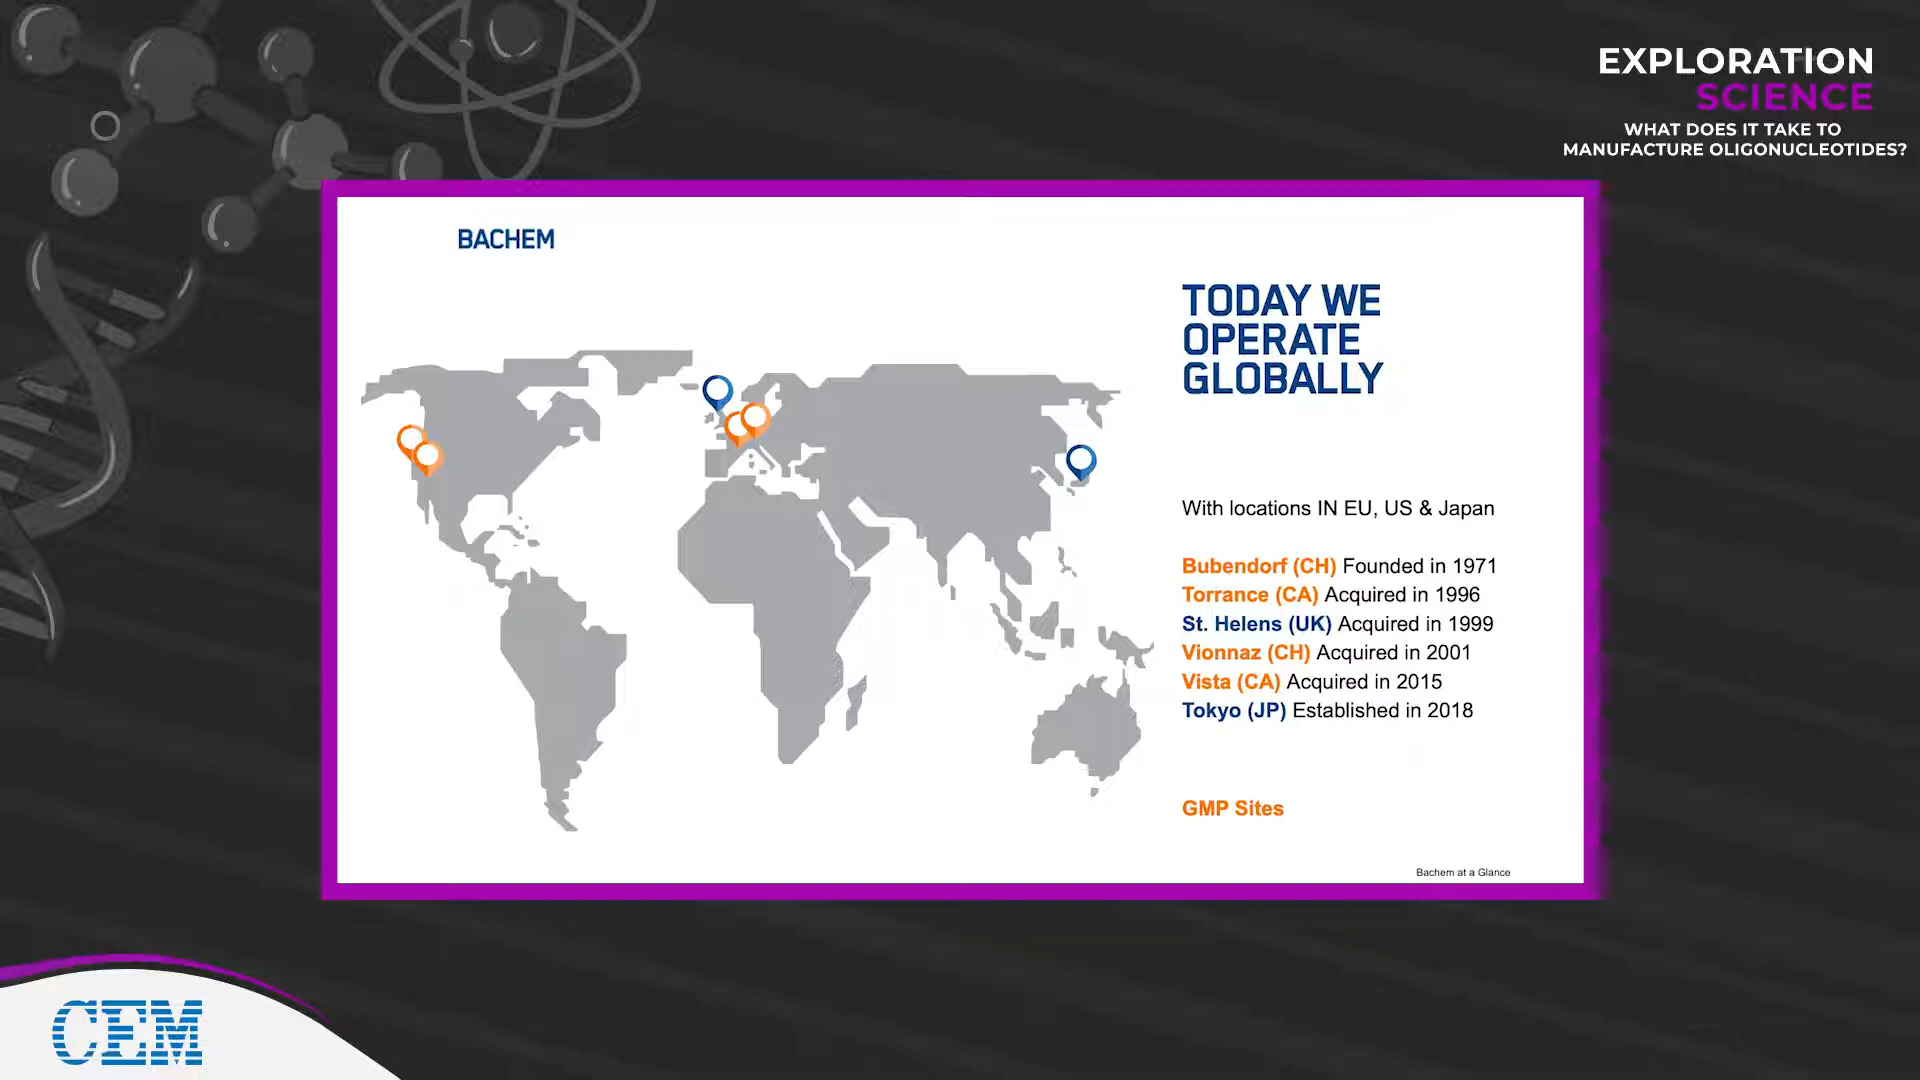 EXPLORATION
SCIENCE
WHAT DOES IT TAKE TO
MANUFACTURE OLIGONUCLEOTIDES?
BACHEM
TODAY WE
OPERATE
GLOBALLY
With locations IN EU, US & Japan
Bubendorf (CH) Founded in 1971
Torrance (CA) Acquired in 1996
St. Helens (UK) Acquired in 1999
Vionnaz (CH) Acquired in 2001
Vista (CA) Acquired in 2015
Tokyo (JP) Established in 2018
GMP Sites
Bachem at a Glance
CEM